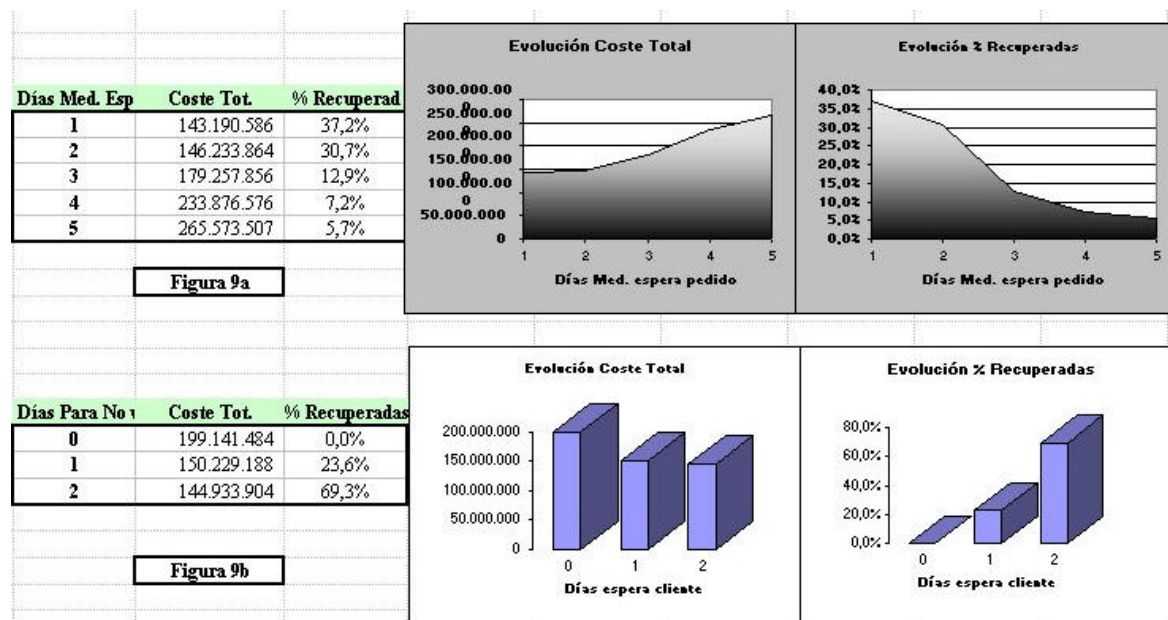 Días Med. Esp Coste Tot. % Recuperad
1 143.190.586 37,2%
2 146.233.864 30,7%
3 179.257.856 12,9%
4 233.876.576 7,2%
5 265.573.507 5,7%
Figura 9a
Evolución Coste Total
300.000.00
0
250.000.00
0
200.000.00
0
150.000.00
0
100.000.00
0
50.000.000
0
1 2 3 4 5
Días Med. espera pedido
Evolución % Recuperadas
40,0%
35,0%
30,0%
25,0%
20,0%
15,0%
10,0%
5,0%
0,0%
1 2 3 4 5
Días Med. espera pedido
Días Para No Coste Tot. % Recuperadas
0 199.141.484 0,0%
1 150.229.188 23,6%
2 144.933.904 69,3%
Figura 9b
Evolución Coste Total
200.000.000
150.000.000
100.000.000
50.000.000
0
0 1 2
Días espera cliente
Evolución % Recuperadas
80,0%
60,0%
40,0%
20,0%
0,0%
0 1 2
Días espera cliente